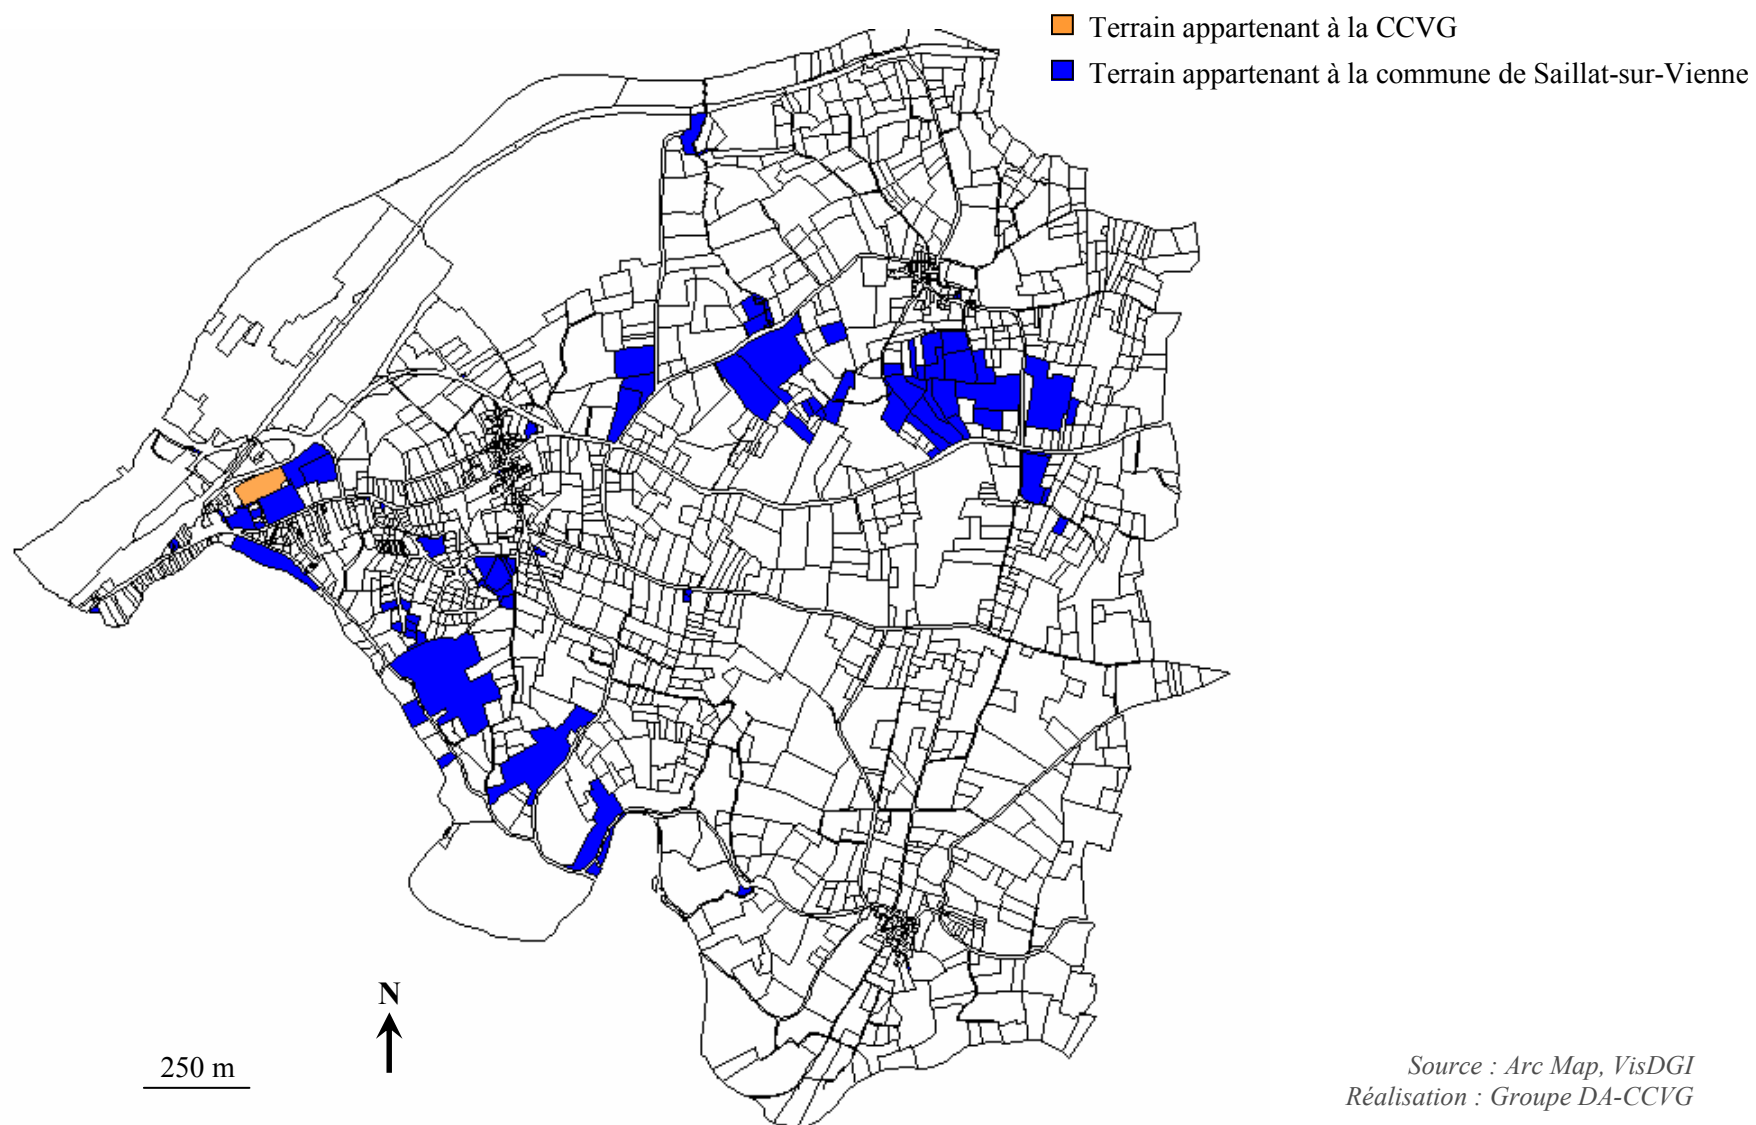 Terrain appartenant à la CCVG
Terrain appartenant à la commune de Saillat-sur-Vienne
N
250 m
Source : Arc Map, VisDGI
Réalisation : Groupe DA-CCVG